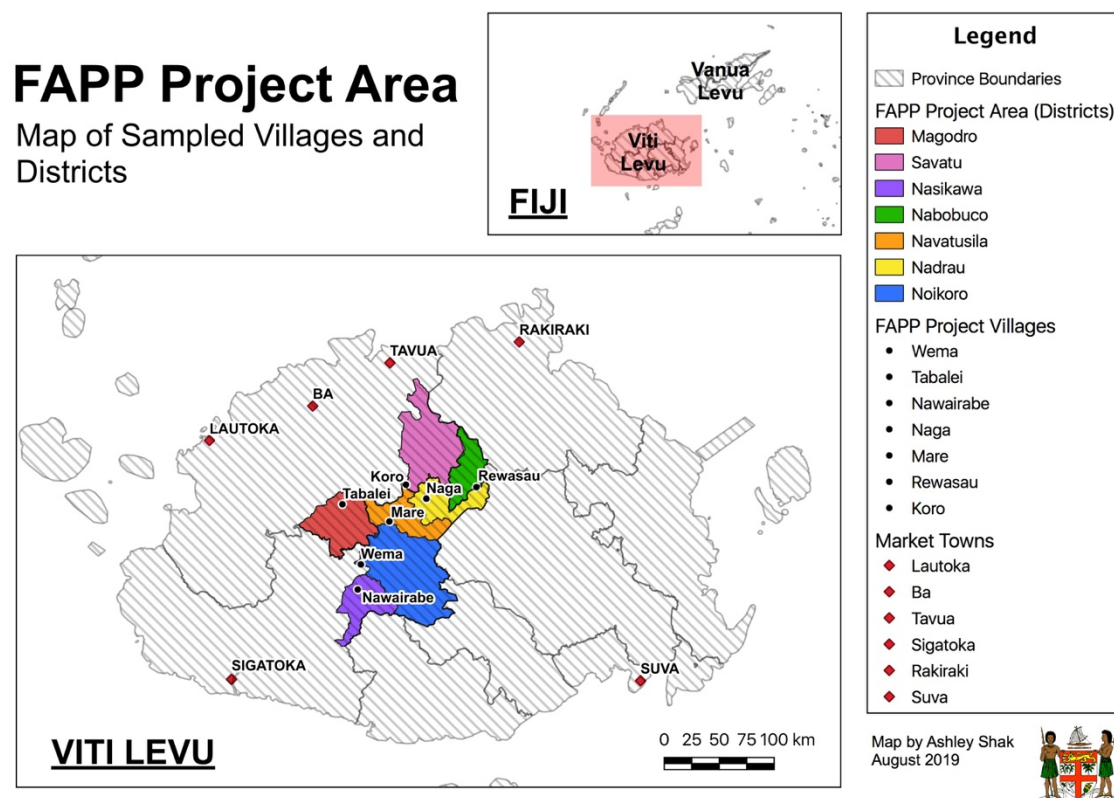 FAPP Project Area
Map of Sampled Villages and
Districts
Vanua
Levu
Viti
Levu
FIJI
Legend
Province Boundaries
FAPP Project Area (Districts)
Magodro
Savatu
Nasikawa
Nabobuco
Navatusila
Nadrau
Noikoro
FAPP Project Villages
Wema
Tabalei
Nawairabe
Naga
Mare
Rewasau
Koro
Market Towns
Lautoka
Ba
Tavua
Sigatoka
Rakiraki
Suva
RAKIRAKI
TAVUA
BA
LAUTOKA
Koro
Rewasau
Tabalei
Naga
Mare
Wema
Nawairabe
SIGATOKA
SUVA
VITI LEVU
0 25 50 75 100 km
Map by Ashley Shak
August 2019